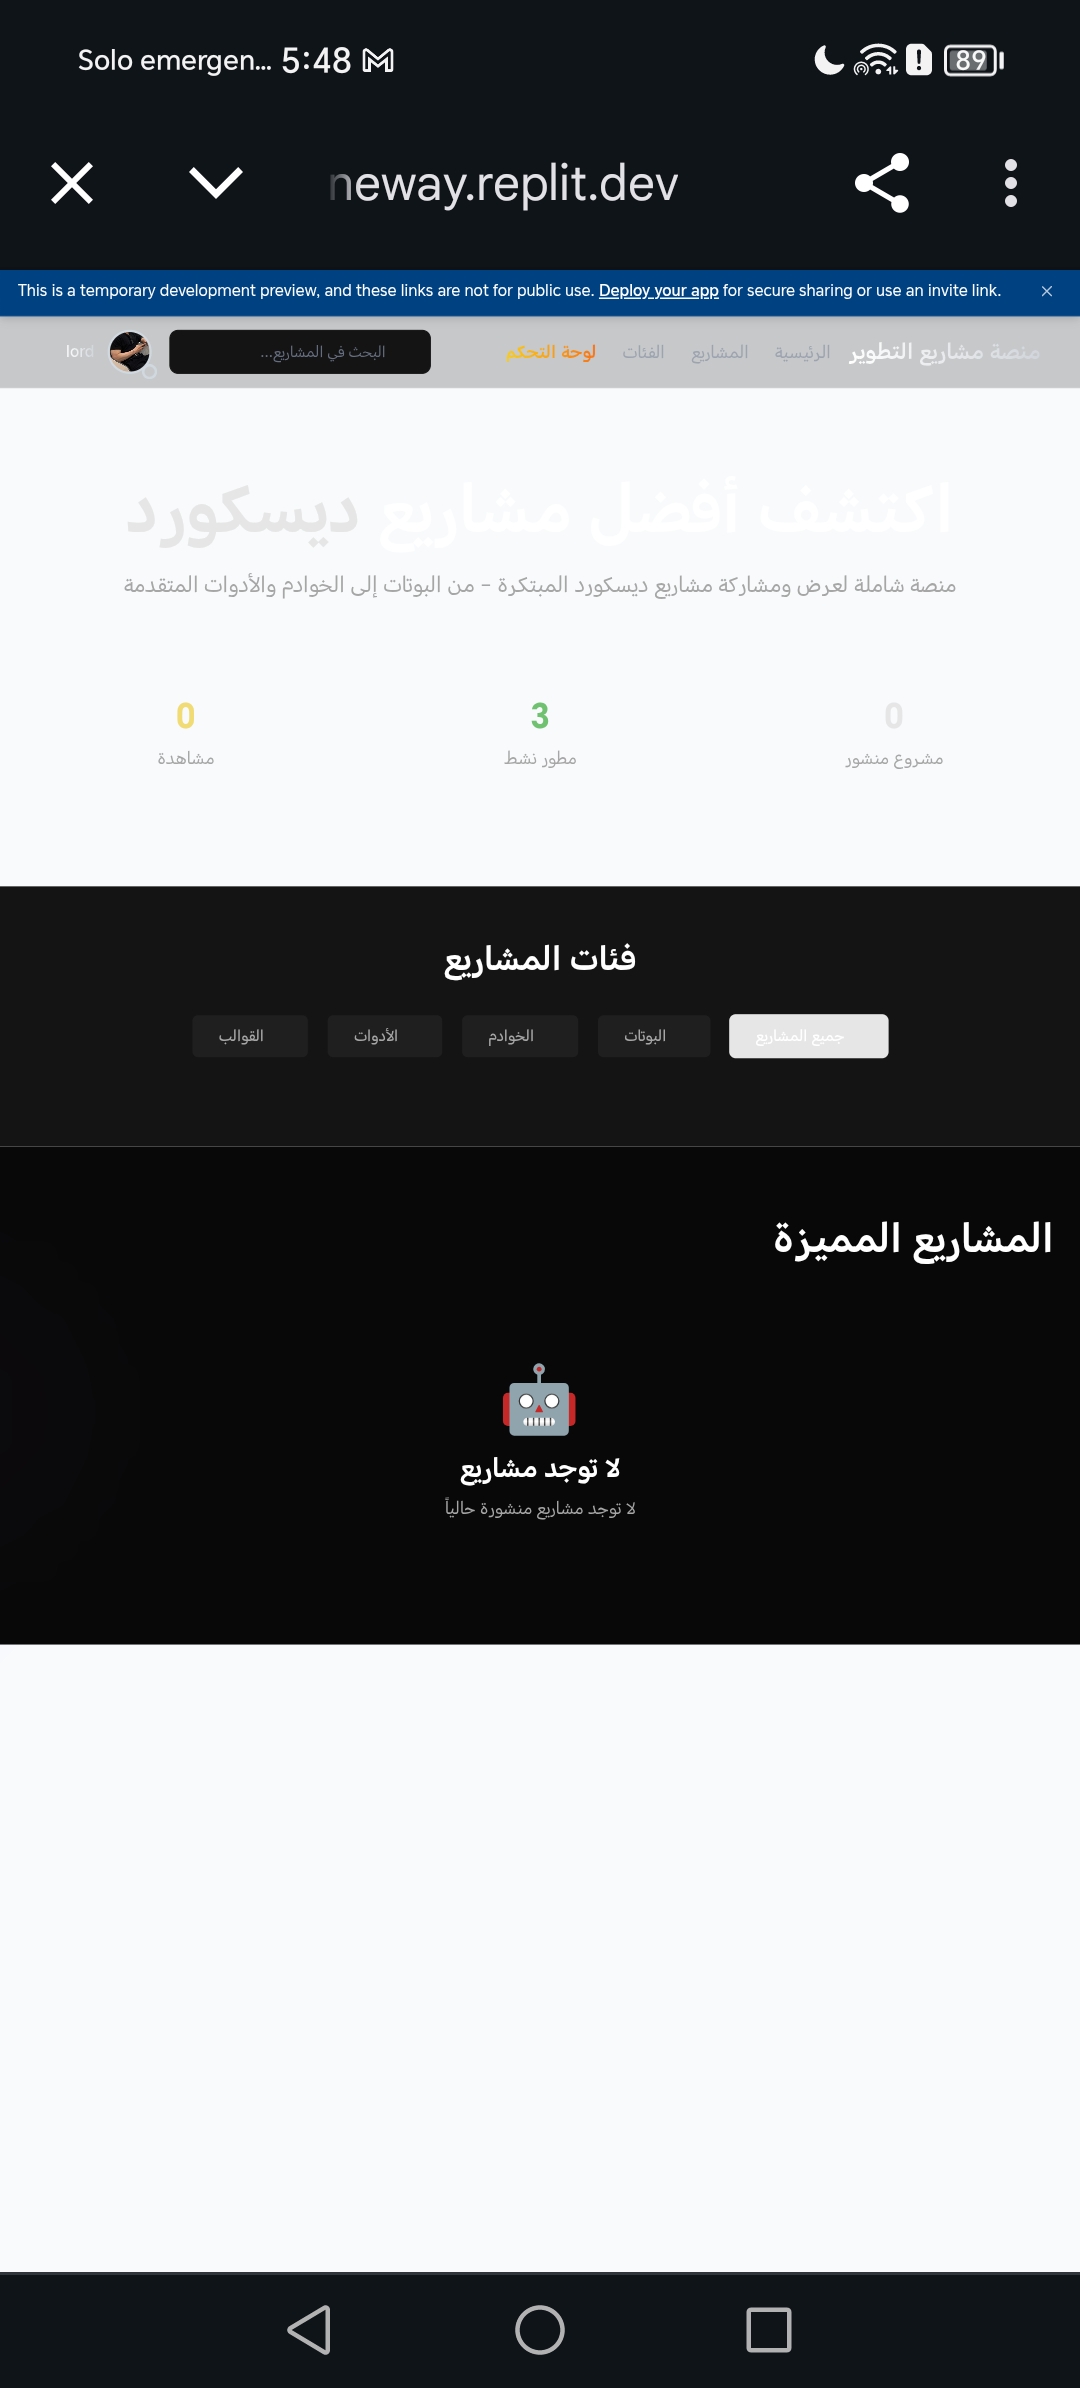 Solo emergen... 5:48 89
neway.replit.dev
This is a temporary development preview, and these links are not for public use. Deploy your app for secure sharing or use an invite link.
منصة مشاريع التطوير الرئيسية المشاريع الفئات لوحة التحكم البحث في المشاريع... lord
اكتشف أفضل مشاريع ديسكورد
منصة شاملة لعرض ومشاركة مشاريع ديسكورد المبتكرة - من البوتات إلى الخوادم والأدوات المتقدمة
0 3 0
مشروع منشور مطور نشط مشاهدة
فئات المشاريع
جميع المشاريع البوتات الخوادم الأدوات القوالب
المشاريع المميزة
لا توجد مشاريع
لا توجد مشاريع منشورة حالياً